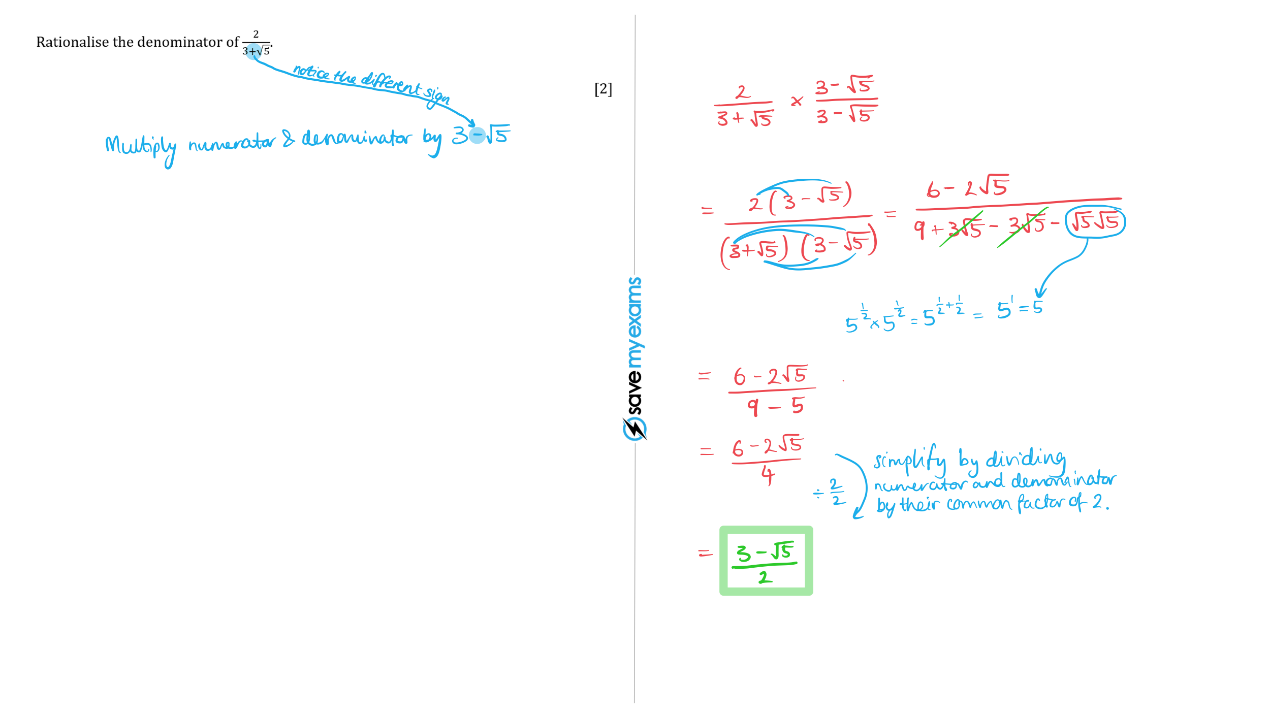 Rationalise the denominator of 2/(3+√5).
notice the different sign
[2]
Multiply numerator & denominator by 3 - √5
2/(3 + √5) × (3 - √5)/(3 - √5)
= 2(3 - √5)/((3+√5)(3-√5)) = (6 - 2√5)/(9 + 3√5 - 3√5 - √5√5)
5^(1/2) × 5^(1/2) = 5^(1/2+1/2) = 5^1 = 5
save my exams
= (6 - 2√5)/(9 - 5)
= (6 - 2√5)/4
÷ 2/2
simplify by dividing
numerator and demoninator
by their common factor of 2.
= (3 - √5)/2